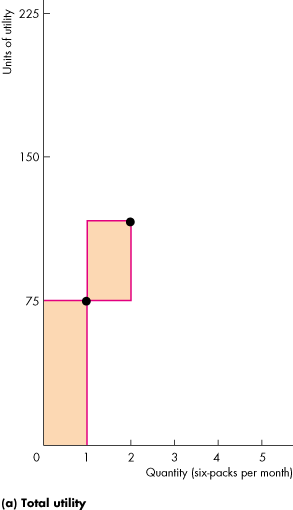 Units of utility
225
150
75
0 1 2 3 4 5
Quantity (six-packs per month)
(a) Total utility